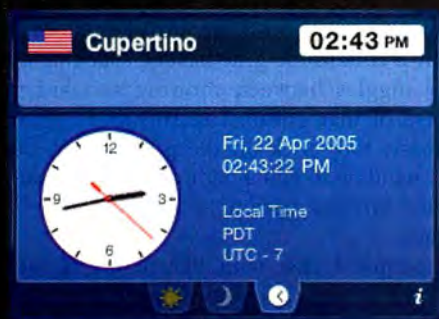 Cupertino
02:43 PM
Fri, 22 Apr 2005
02:43:22 PM
12
9
3
6
Local Time
PDT
UTC - 7
i